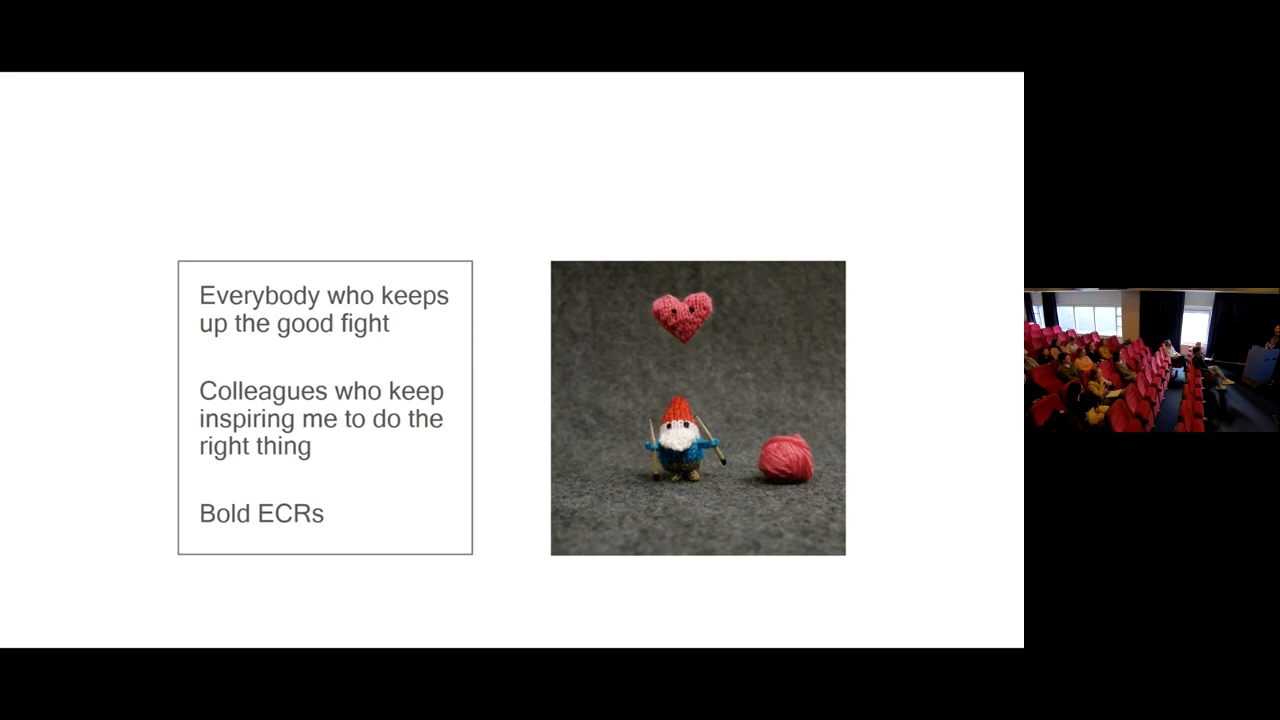 Everybody who keeps
up the good fight
Colleagues who keep
inspiring me to do the
right thing
Bold ECRs